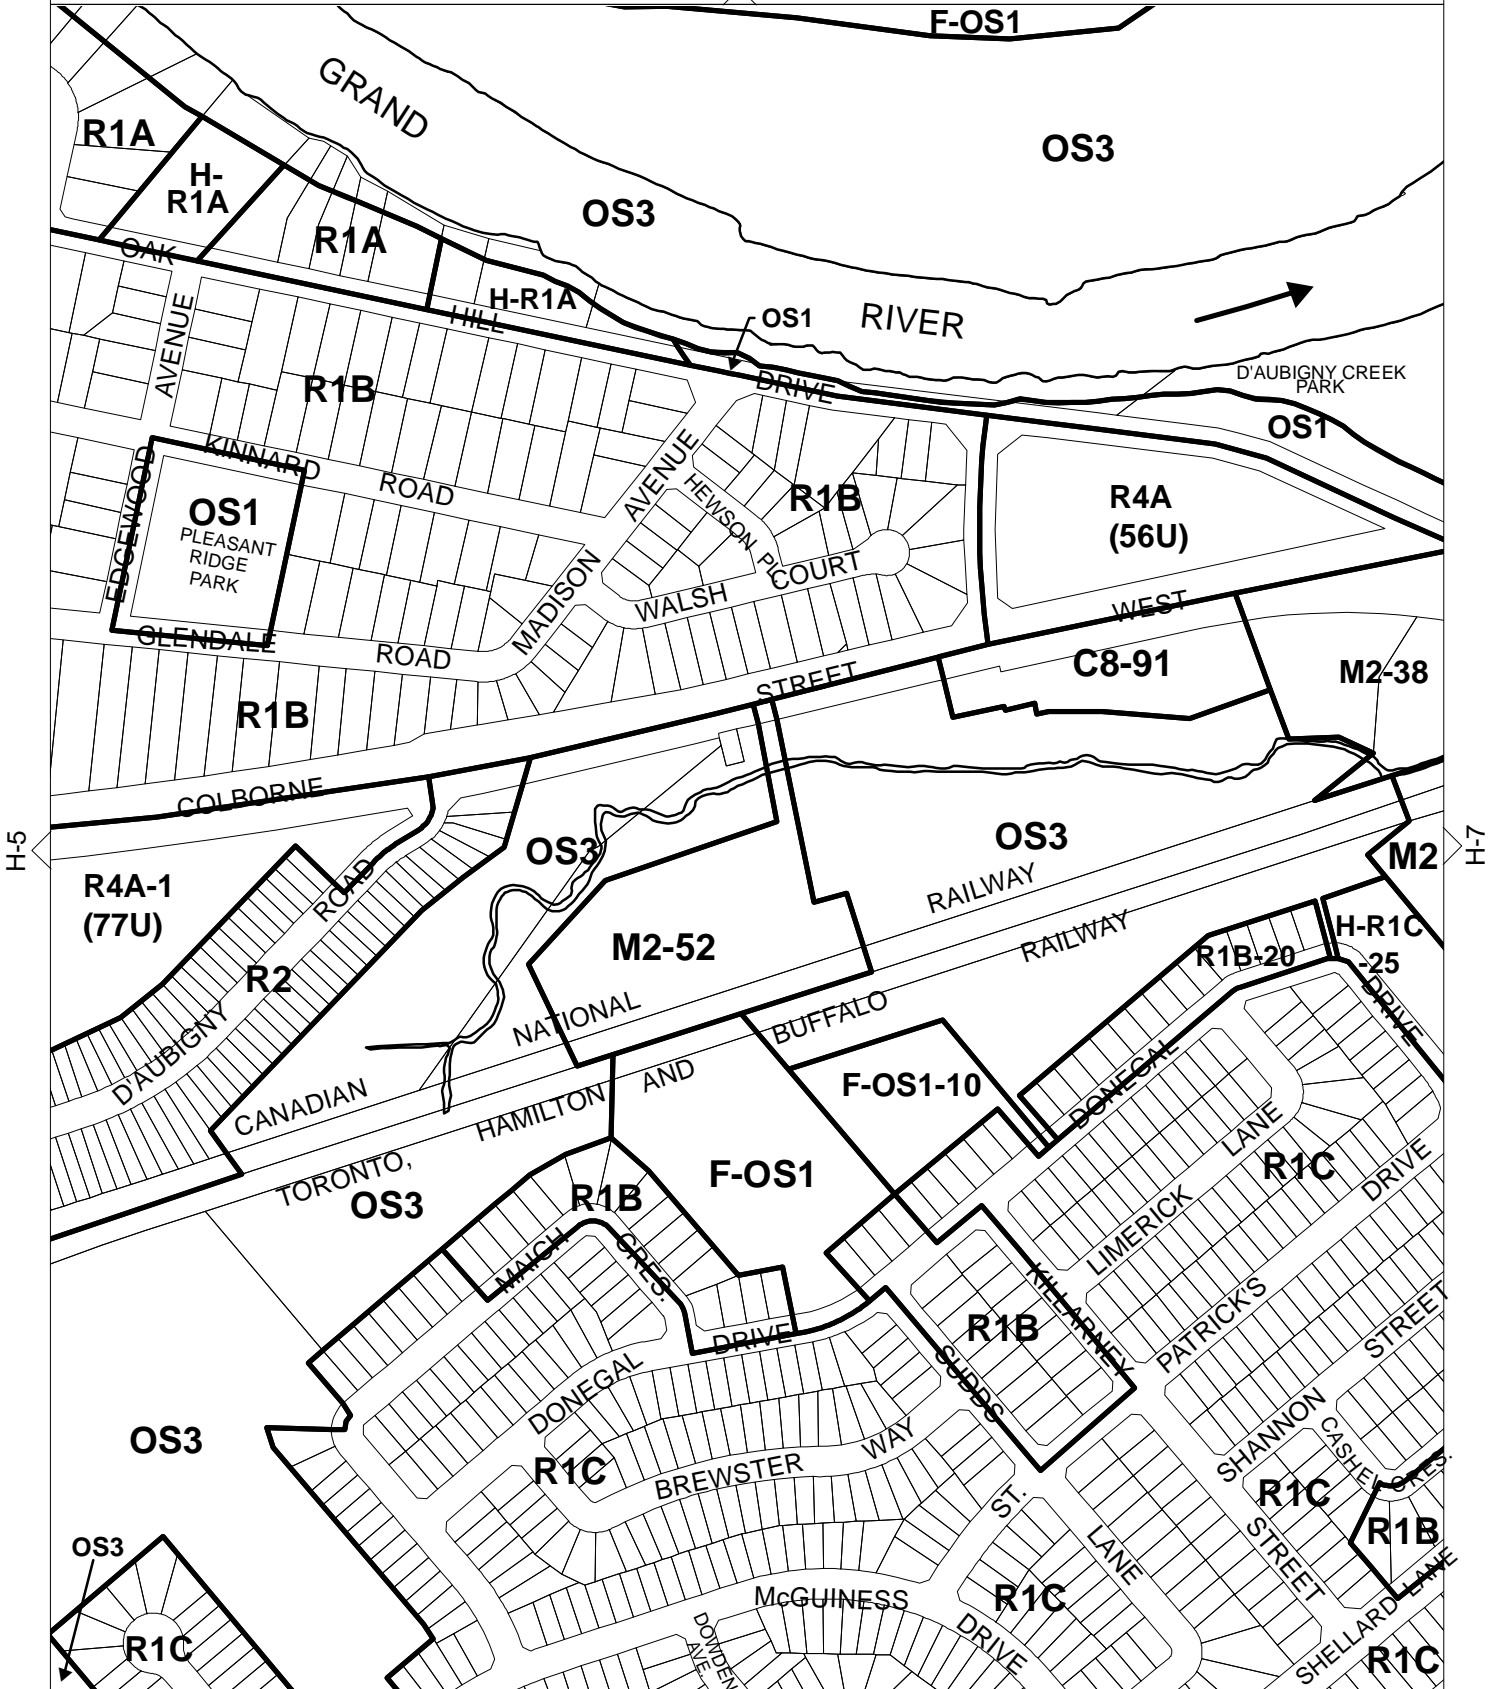 F-OS1
GRAND
R1A
OS3
H-
R1A
OS3
R1A
OAK
H-R1A
HILL
OS1
RIVER
AVENUE
D'AUBIGNY CREEK
PARK
R1B
DRIVE
OS1
KINNARD
ROAD
AVENUE
HEWSON PL.
R1B
R4A
(56U)
EDGEWOOD
OS1
PLEASANT
RIDGE
PARK
MADISON
WALSH
COURT
WEST
GLENDALE
ROAD
STREET
C8-91
M2-38
R1B
COLBORNE
H-5
OS3
OS3
H-7
M2
R4A-1
(77U)
ROAD
RAILWAY
M2-52
RAILWAY
R1B-20
H-R1C
-25
R2
DRIVE
NATIONAL
BUFFALO
D'AUBIGNY
CANADIAN
HAMILTON
AND
F-OS1-10
DONEGAL
LANE
TORONTO,
OS3
R1B
F-OS1
R1C
DRIVE
LIMERICK
MAICH
CRES.
KILLARNEY
R1B
PATRICK'S
STREET
DRIVE
SUDDS
DONEGAL
OS3
R1C
BREWSTER
WAY
SHANNON
CASHEL
CRES.
R1C
ST.
R1B
OS3
LANE
STREET
McGUINESS
R1C
SHELLARD
LANE
DRIVE
DOWDEN
AVE.
R1C
R1C